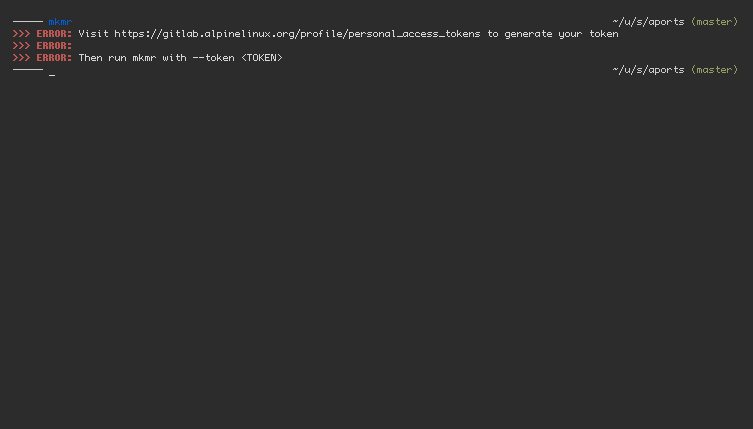 ────── mkmr ~/u/s/aports (master)
>>> ERROR: Visit https://gitlab.alpinelinux.org/profile/personal_access_tokens to generate your token
>>> ERROR:
>>> ERROR: Then run mkmr with --token <TOKEN>
────── _ ~/u/s/aports (master)